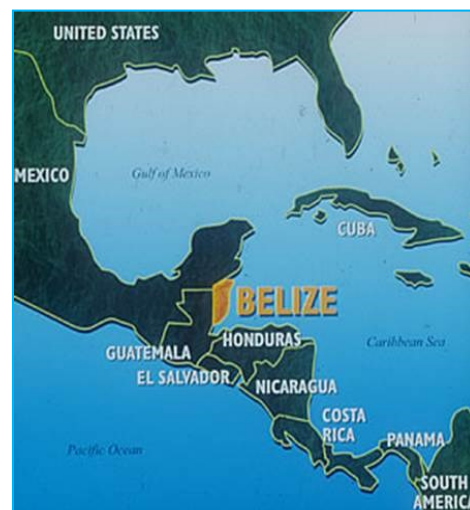 UNITED STATES
MEXICO
Gulf of Mexico
CUBA
BELIZE
HONDURAS
Caribbean Sea
GUATEMALA
EL SALVADOR
NICARAGUA
COSTA
RICA
PANAMA
Pacific Ocean
SOUTH
AMERICA